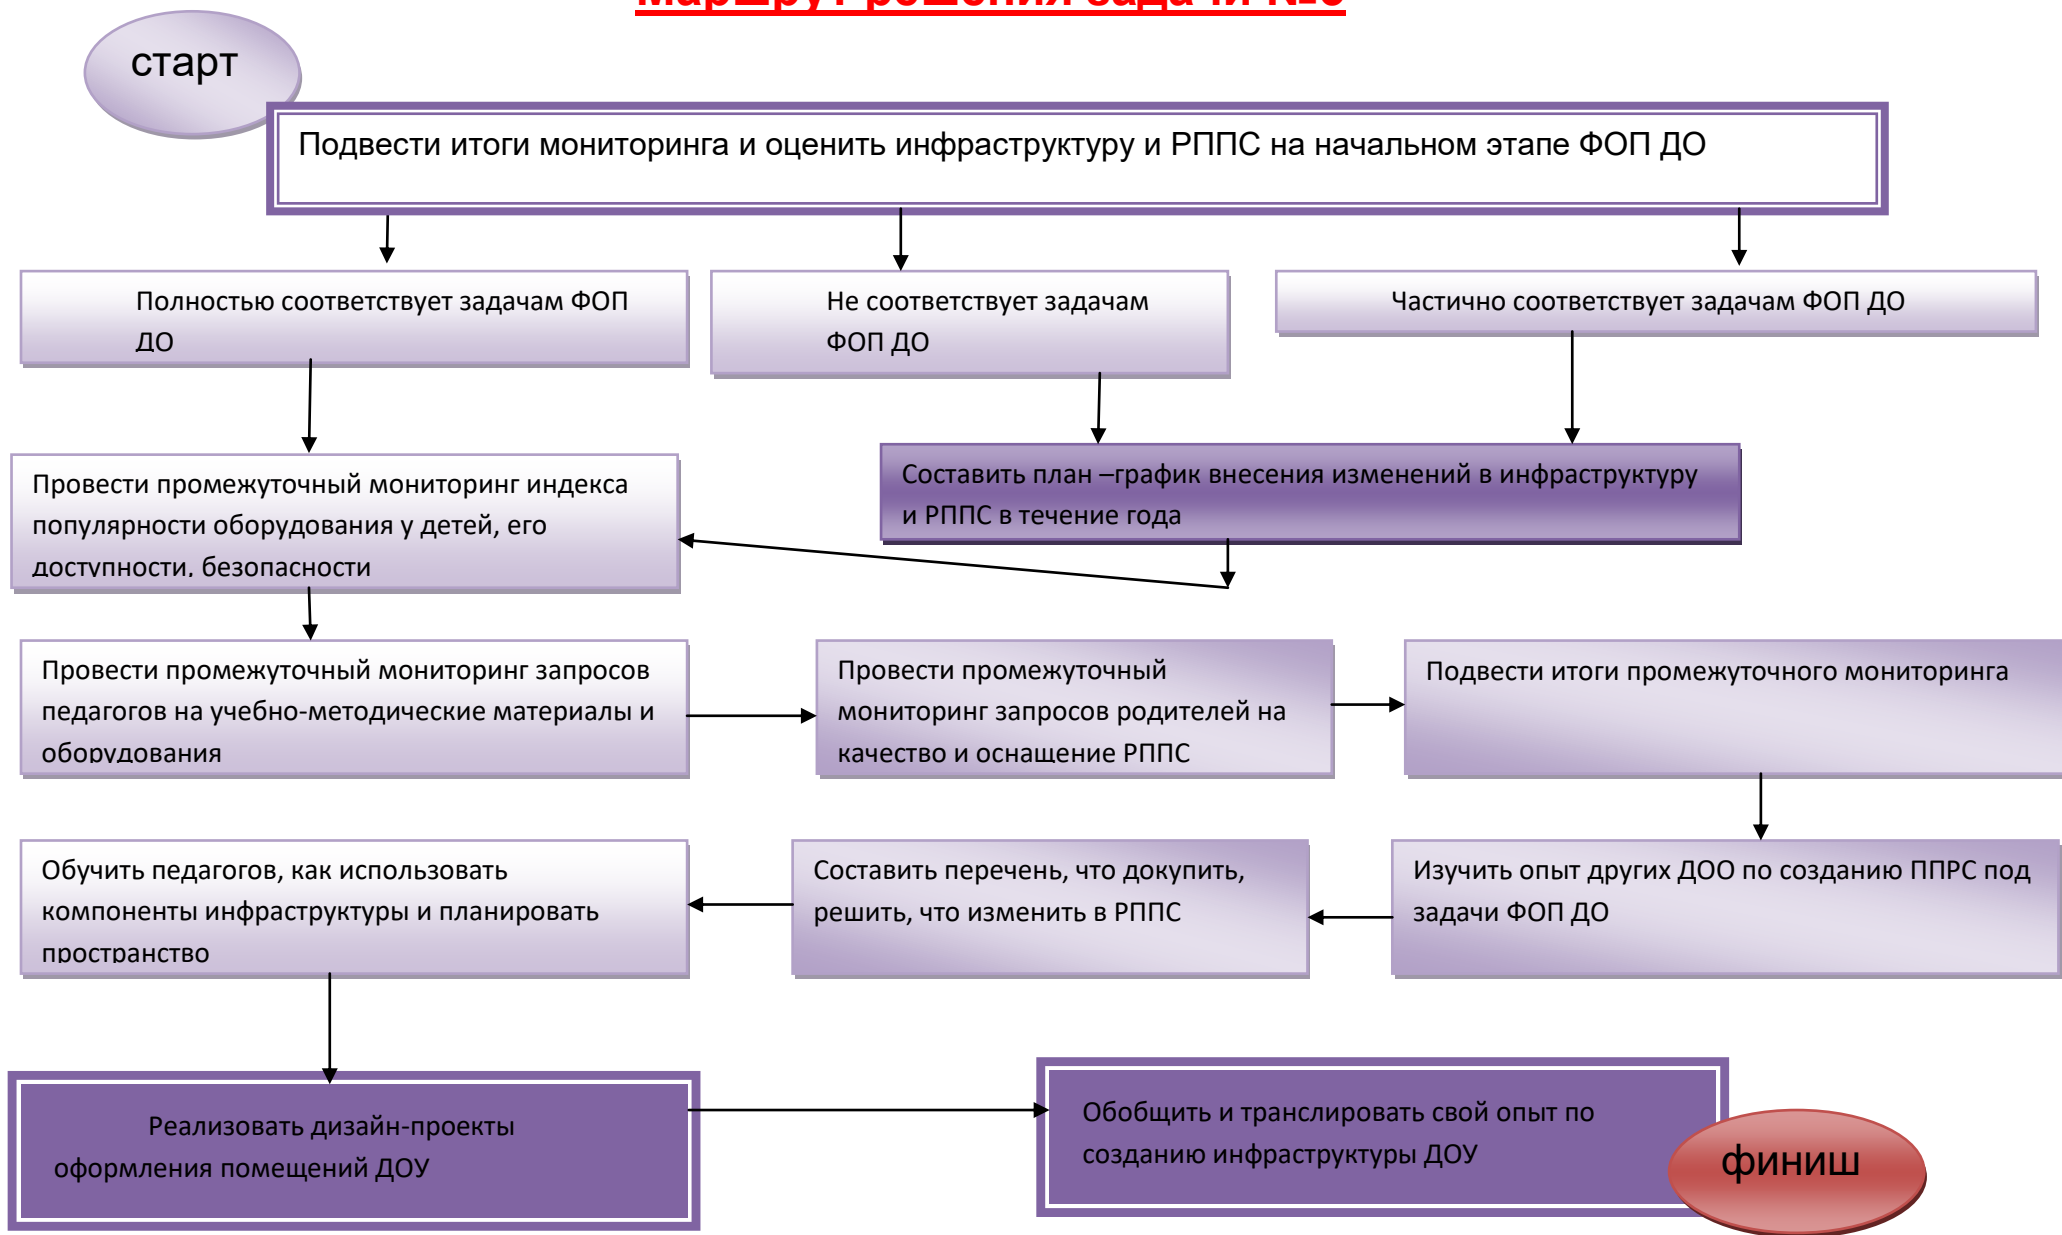 Маршрут решения задачи
старт
Подвести итоги мониторинга и оценить инфраструктуру и РППС на начальном этапе ФОП ДО
Полностью соответствует задачам ФОП
ДО
Не соответствует задачам
ФОП ДО
Частично соответствует задачам ФОП ДО
Провести промежуточный мониторинг индекса
популярности оборудования у детей, его
доступности, безопасности
Составить план –график внесения изменений в инфраструктуру
и РППС в течение года
Провести промежуточный мониторинг запросов
педагогов на учебно-методические материалы и
оборудования
Провести промежуточный
мониторинг запросов родителей на
качество и оснащение РППС
Подвести итоги промежуточного мониторинга
Обучить педагогов, как использовать
компоненты инфраструктуры и планировать
пространство
Составить перечень, что докупить,
решить, что изменить в РППС
Изучить опыт других ДОО по созданию ППРС под
задачи ФОП ДО
Реализовать дизайн-проекты
оформления помещений ДОУ
Обобщить и транслировать свой опыт по
созданию инфраструктуры ДОУ
финиш